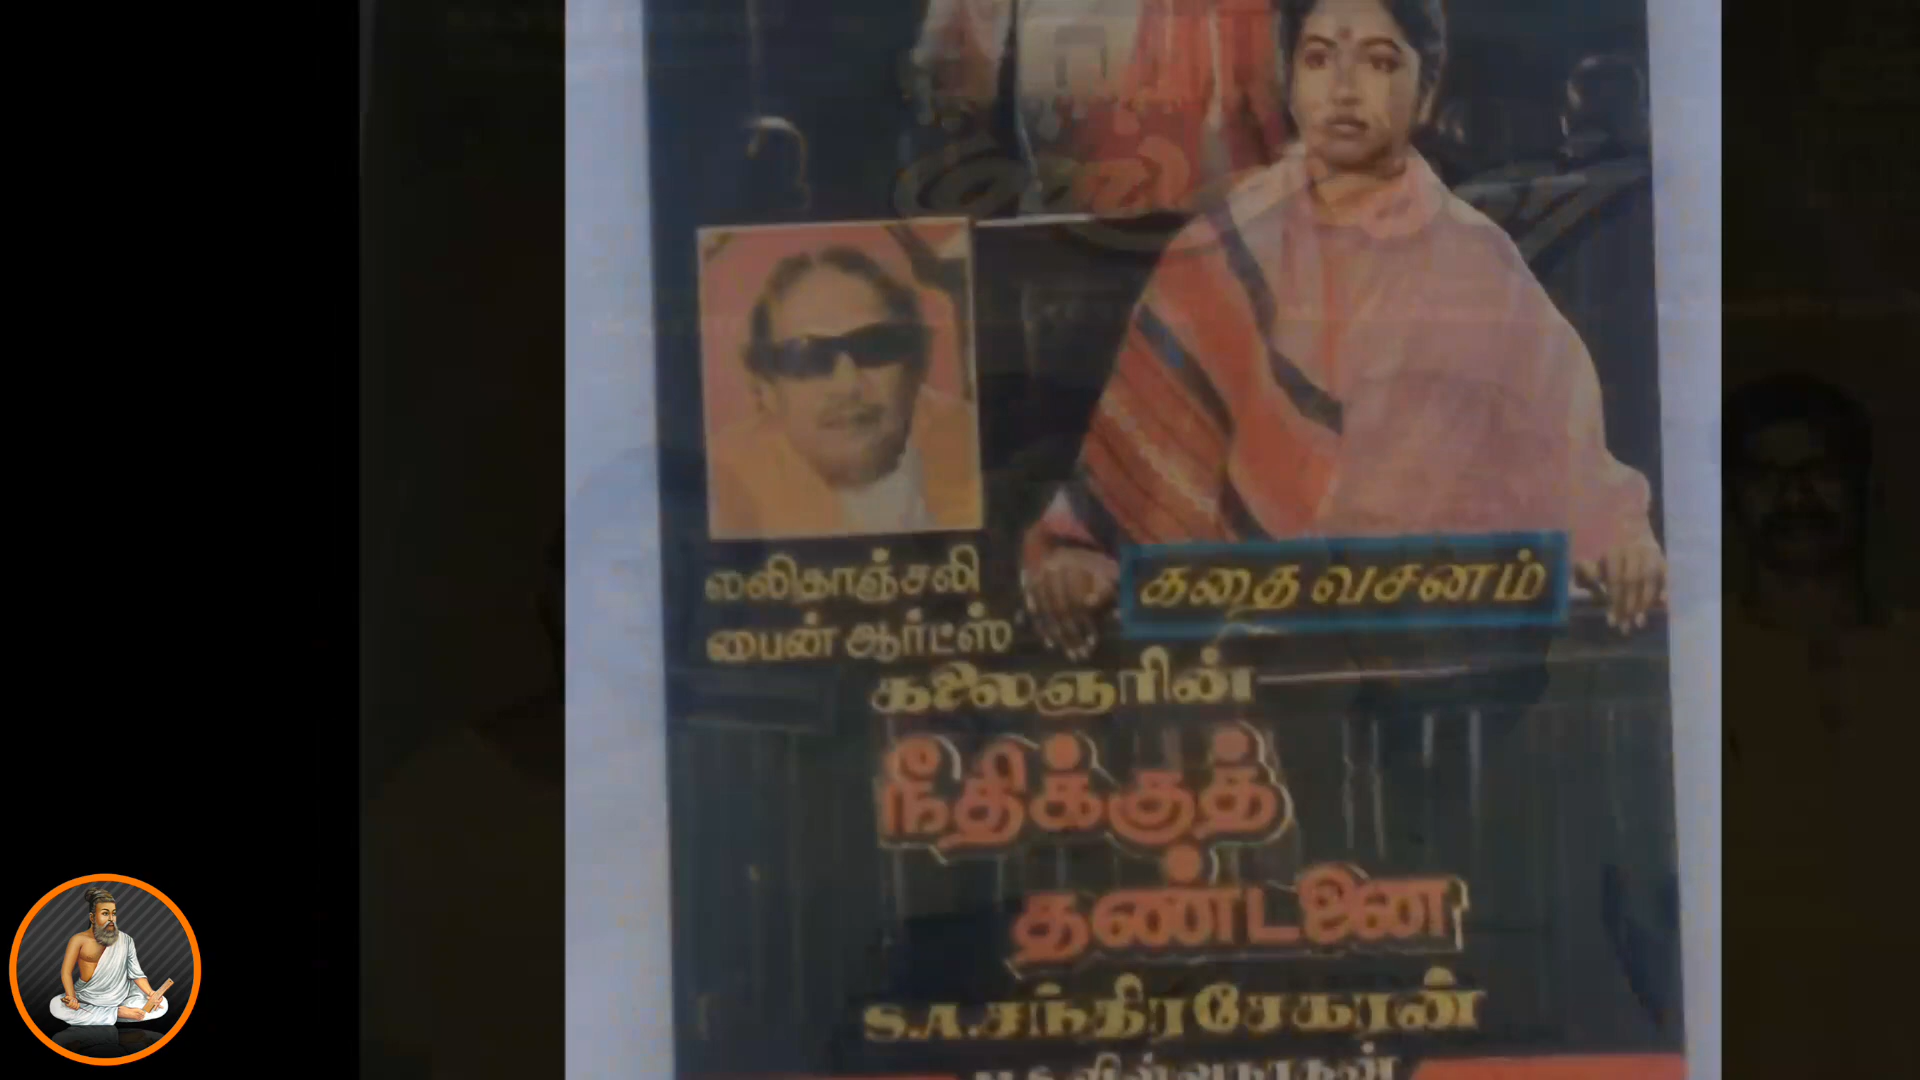 லலிதாஞ்சலி
பைன் ஆர்ட்ஸ்
கதை வசனம்
கலைஞரின்
நீதிக்குத்
தண்டனை
S.A.சந்திரசேகரன்